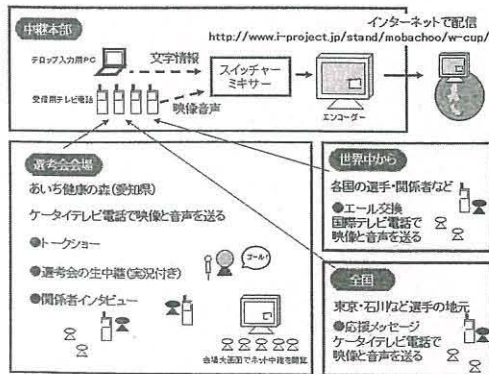 中継本部
インターネットで配信
http://www.i-project.jp/stand/mobachoo/w-cup/
テロップ入力用PC
文字情報
スイッチャー
ミキサー
エンコーダー
受信用テレビ電話
映像音声
選考会会場
あいち健康の森(愛知県)
ケータイテレビ電話で映像と音声を送る
●トークショー
●選考会の生中継(実況付き)
ゴール!
●関係者インタビュー
会場大画面でネット中継を閲覧
世界中から
各国の選手・関係者など
●エール交換
国際テレビ電話で
映像と音声を送る
全国
東京・石川など選手の地元
●応援メッセージ
ケータイテレビ電話で
映像と音声を送る